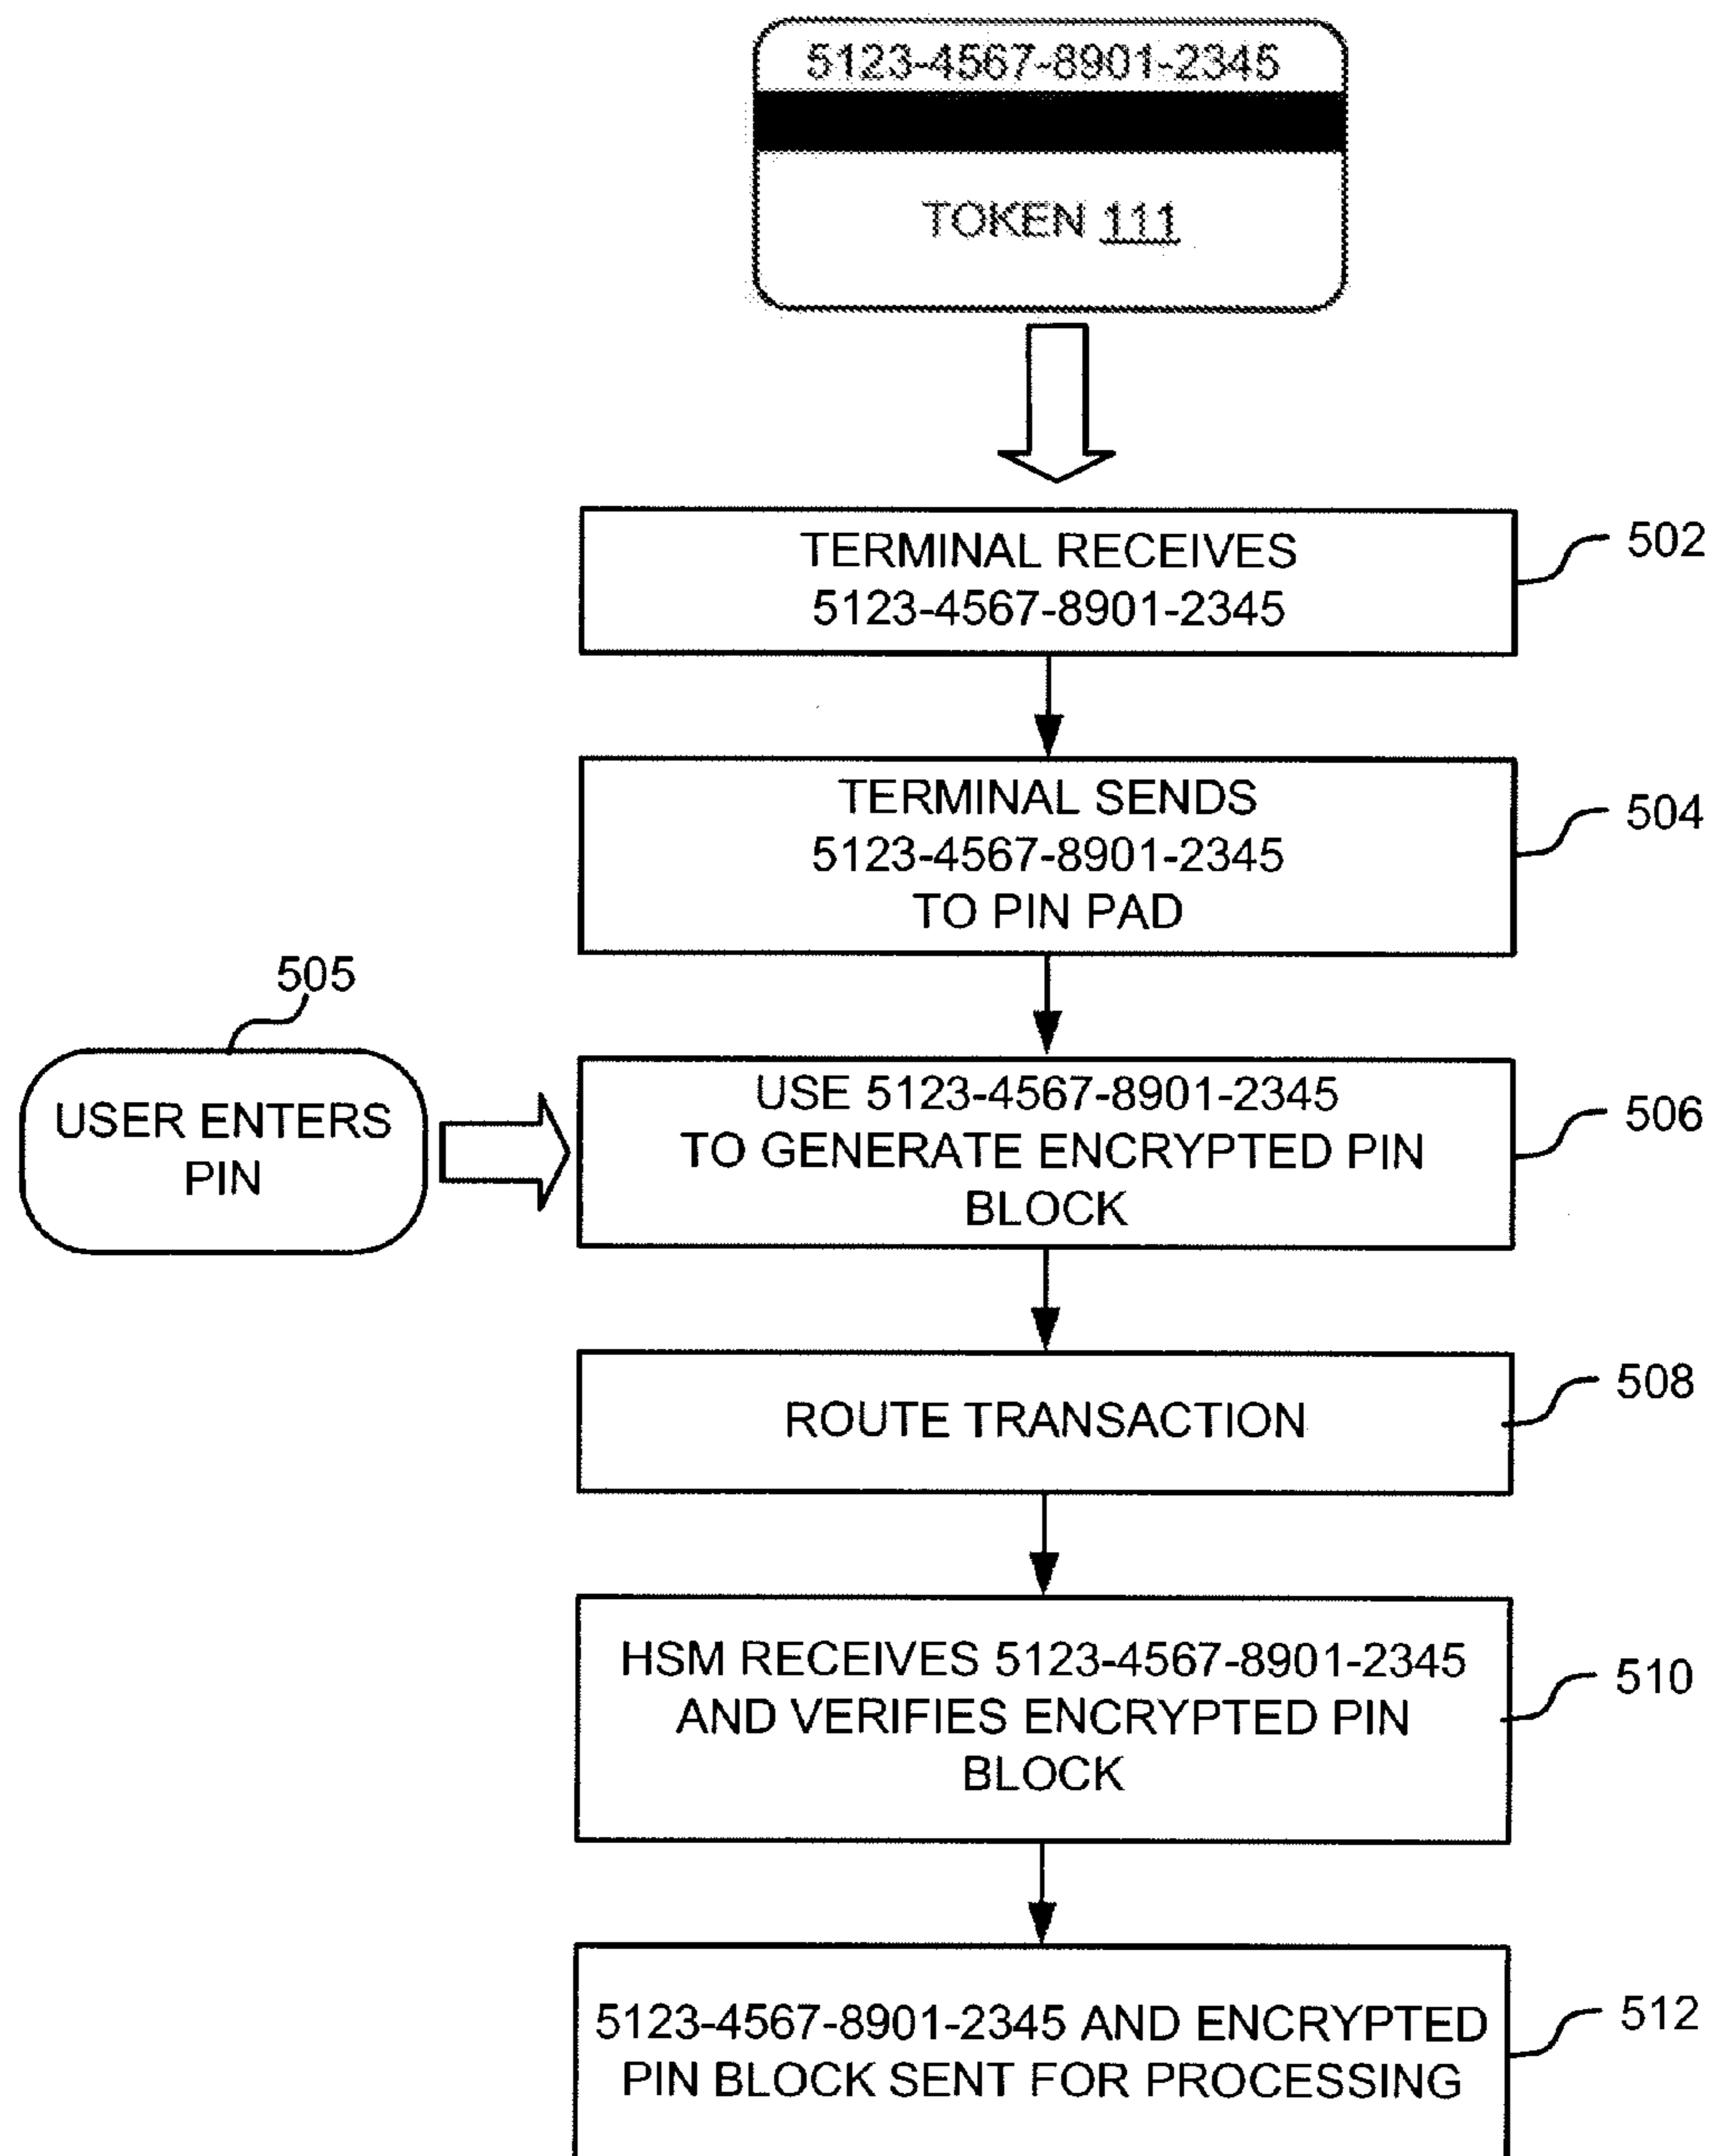 5123-4567-8901-2345
TOKEN 111
TERMINAL RECEIVES
5123-4567-8901-2345
502
TERMINAL SENDS
5123-4567-8901-2345
TO PIN PAD
504
505
USER ENTERS
PIN
USE 5123-4567-8901-2345
TO GENERATE ENCRYPTED PIN
BLOCK
506
ROUTE TRANSACTION
508
HSM RECEIVES 5123-4567-8901-2345
AND VERIFIES ENCRYPTED PIN
BLOCK
510
5123-4567-8901-2345 AND ENCRYPTED
PIN BLOCK SENT FOR PROCESSING
512